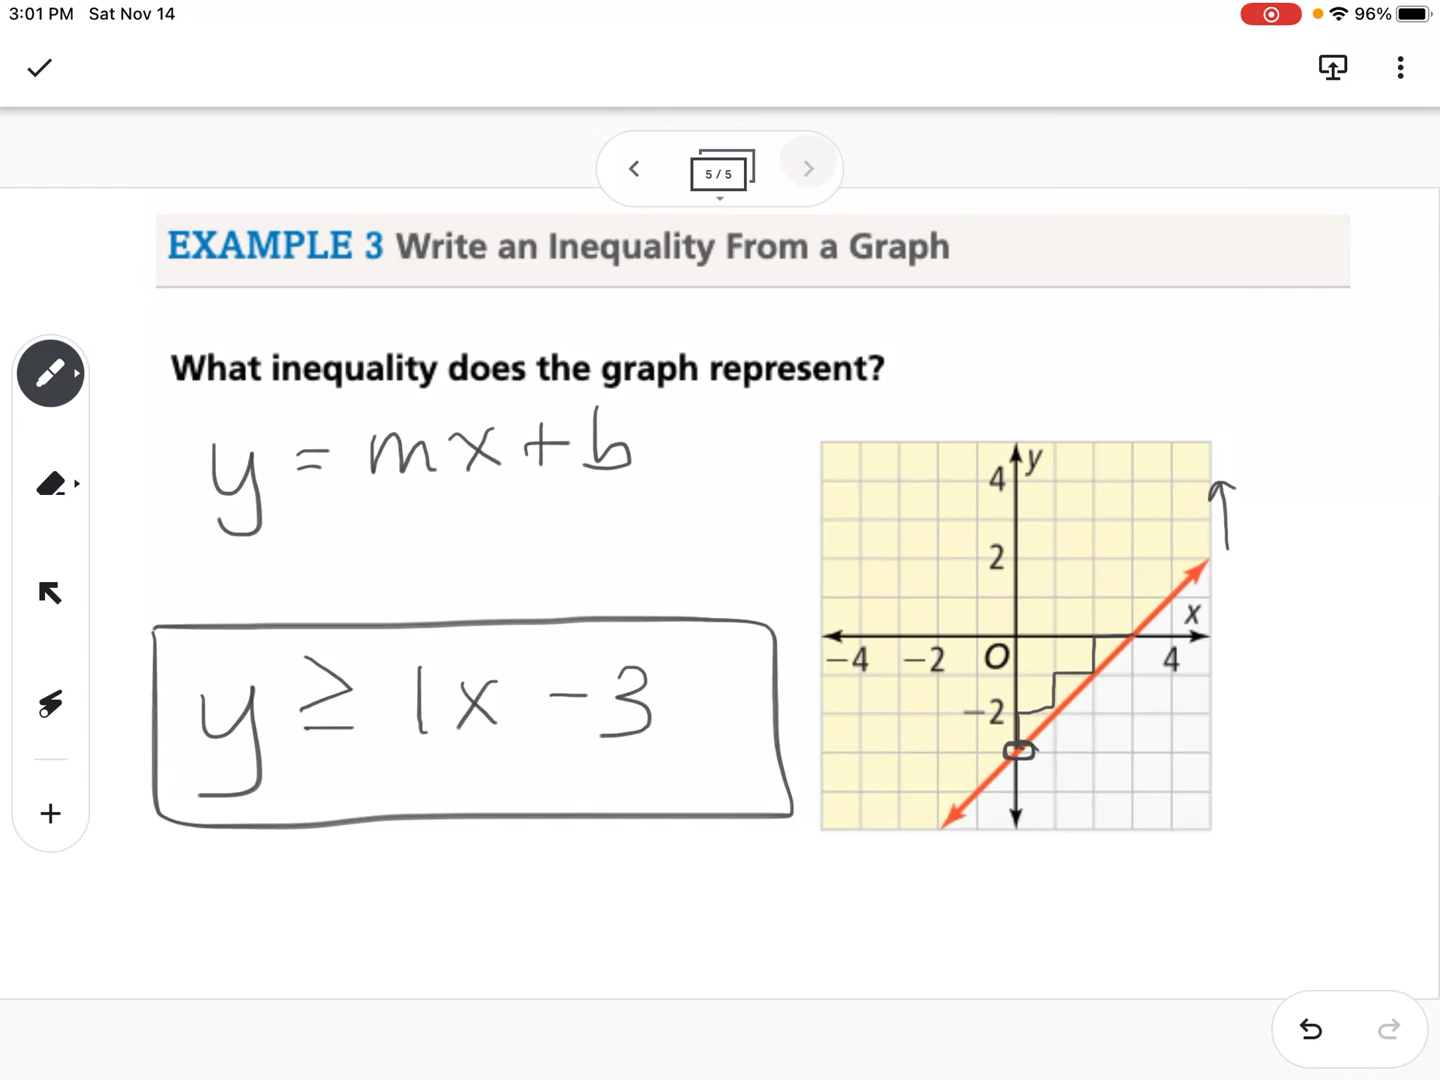 3:01 PM Sat Nov 14
96%
5 / 5
EXAMPLE 3 Write an Inequality From a Graph
What inequality does the graph represent?
y = mx + b
y ≥ 1x - 3
y
4
2
x
-4 -2 O 4
-2